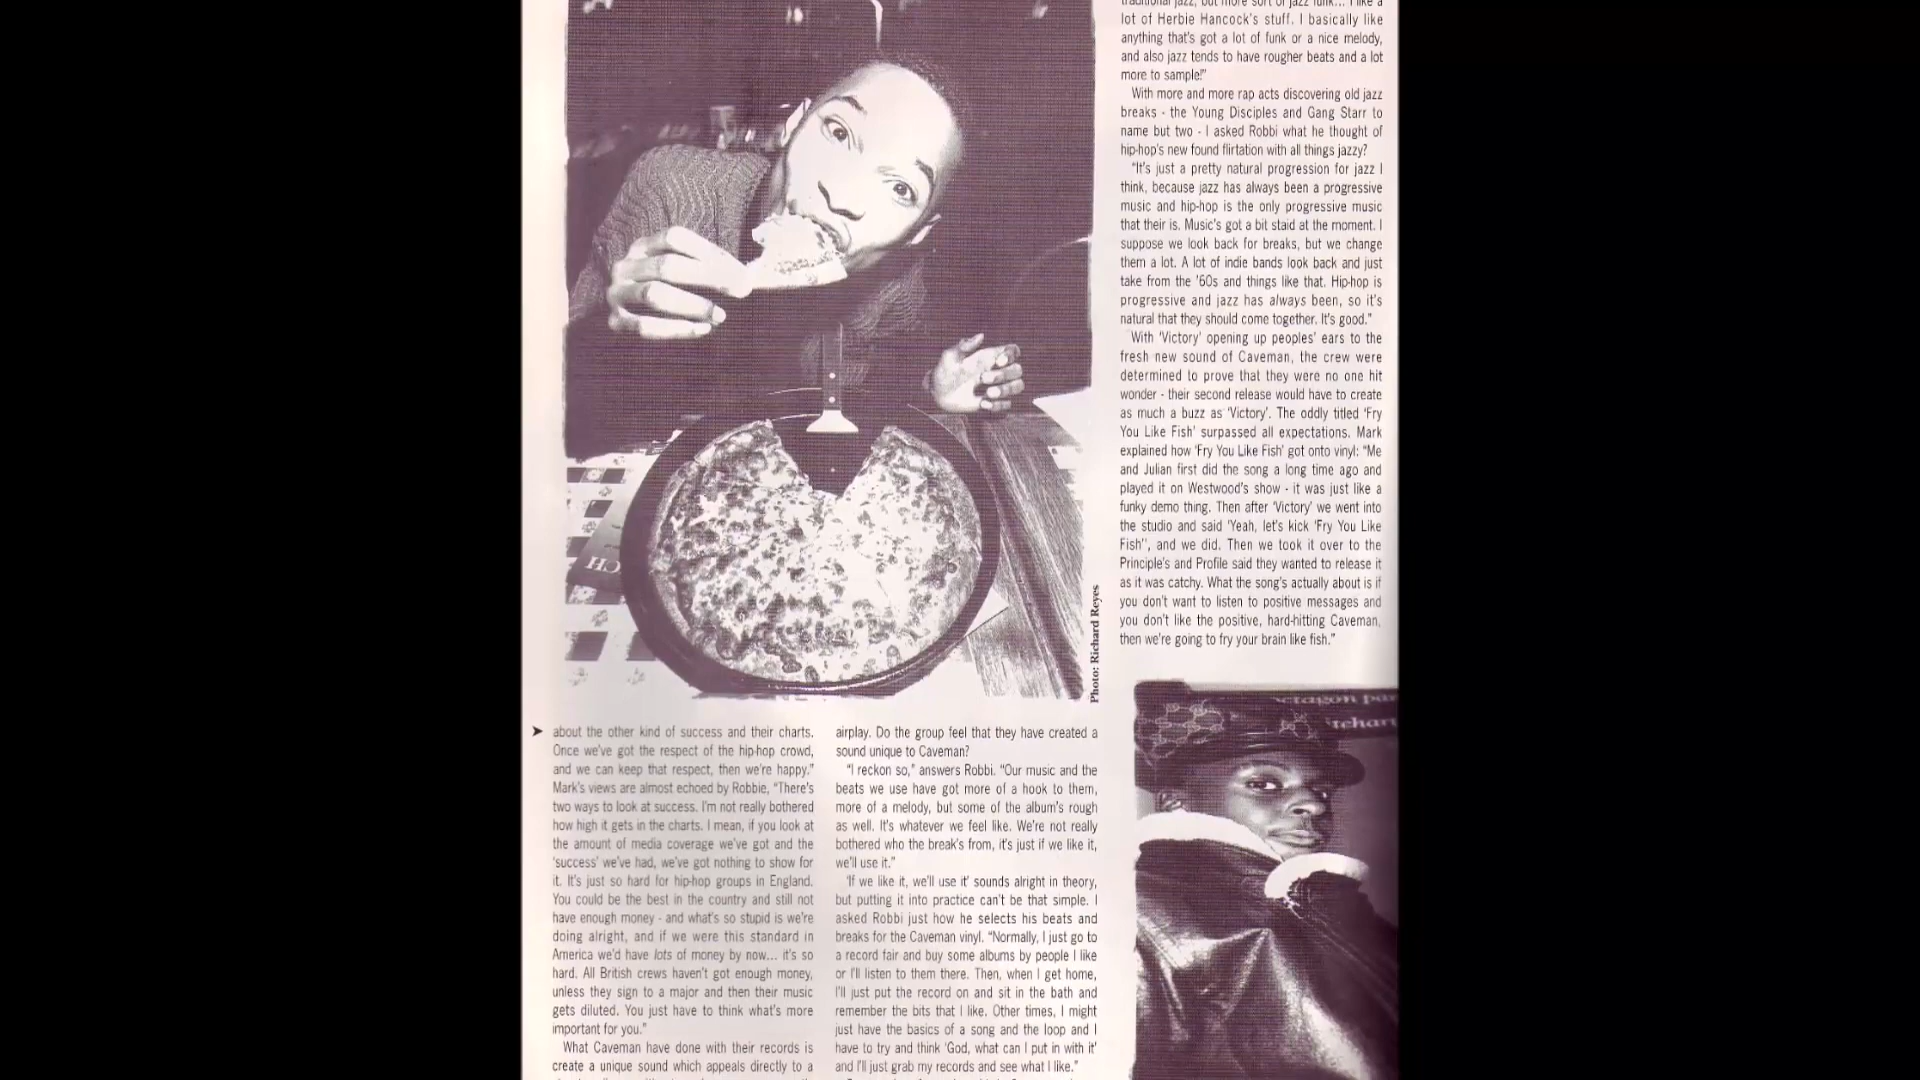 about the other kind of success and their charts.
Once we've got the respect of the hip-hop crowd,
and we can keep that respect, then we're happy."
Mark's views are almost echoed by Robbie, "There's
two ways to look at success. I'm not really bothered
how high it gets in the charts. I mean, if you look at
the amount of media coverage we've got and the
'success' we've had, we've got nothing to show for
it. It's just so hard for hip-hop groups in England.
You could be the best in the country and still not
have enough money - and what's so stupid is we're
doing alright, and if we were this standard in
America we'd have lots of money by now... it's so
hard. All British crews haven't got enough money,
unless they sign to a major and then their music
gets diluted. You just have to think what's more
important for you."
What Caveman have done with their records is
create a unique sound which appeals directly to a
airplay. Do the group feel that they have created a
sound unique to Caveman?
"I reckon so," answers Robbi. "Our music and the
beats we use have got more of a hook to them,
more of a melody, but some of the album's rough
as well. It's whatever we feel like. We're not really
bothered who the break's from, it's just if we like it,
we'll use it."
'If we like it, we'll use it' sounds alright in theory,
but putting it into practice can't be that simple. I
asked Robbi just how he selects his beats and
breaks for the Caveman vinyl. "Normally, I just go to
a record fair and buy some albums by people I like
or I'll listen to them there. Then, when I get home,
I'll just put the record on and sit in the bath and
remember the bits that I like. Other times, I might
just have the basics of a song and the loop and I
have to try and think 'God, what can I put in with it'
and I'll just grab my records and see what I like."
traditional jazz, but more sort of jazz funk... I like a
lot of Herbie Hancock's stuff. I basically like
anything that's got a lot of funk or a nice melody,
and also jazz tends to have rougher beats and a lot
more to sample!"
With more and more rap acts discovering old jazz
breaks - the Young Disciples and Gang Starr to
name but two - I asked Robbi what he thought of
hip-hop's new found flirtation with all things jazzy?
"It's just a pretty natural progression for jazz I
think, because jazz has always been a progressive
music and hip-hop is the only progressive music
that their is. Music's got a bit staid at the moment. I
suppose we look back for breaks, but we change
them a lot. A lot of indie bands look back and just
take from the '60s and things like that. Hip-hop is
progressive and jazz has always been, so it's
natural that they should come together. It's good."
With 'Victory' opening up peoples' ears to the
fresh new sound of Caveman, the crew were
determined to prove that they were no one hit
wonder - their second release would have to create
as much a buzz as 'Victory'. The oddly titled 'Fry
You Like Fish' surpassed all expectations. Mark
explained how 'Fry You Like Fish' got onto vinyl: "Me
and Julian first did the song a long time ago and
played it on Westwood's show - it was just like a
funky demo thing. Then after 'Victory' we went into
the studio and said 'Yeah, let's kick 'Fry You Like
Fish'', and we did. Then we took it over to the
Principle's and Profile said they wanted to release it
as it was catchy. What the song's actually about is if
you don't want to listen to positive messages and
you don't like the positive, hard-hitting Caveman,
then we're going to fry your brain like fish."
Photo: Richard Reyes